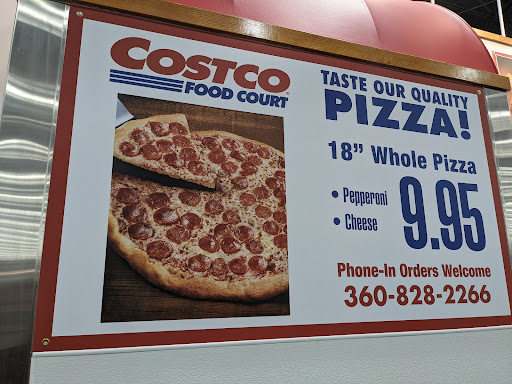 COSTCO
FOOD COURT
TASTE OUR QUALITY
PIZZA!
18” Whole Pizza
• Pepperoni
• Cheese
9.95
Phone-In Orders Welcome
360-828-2266